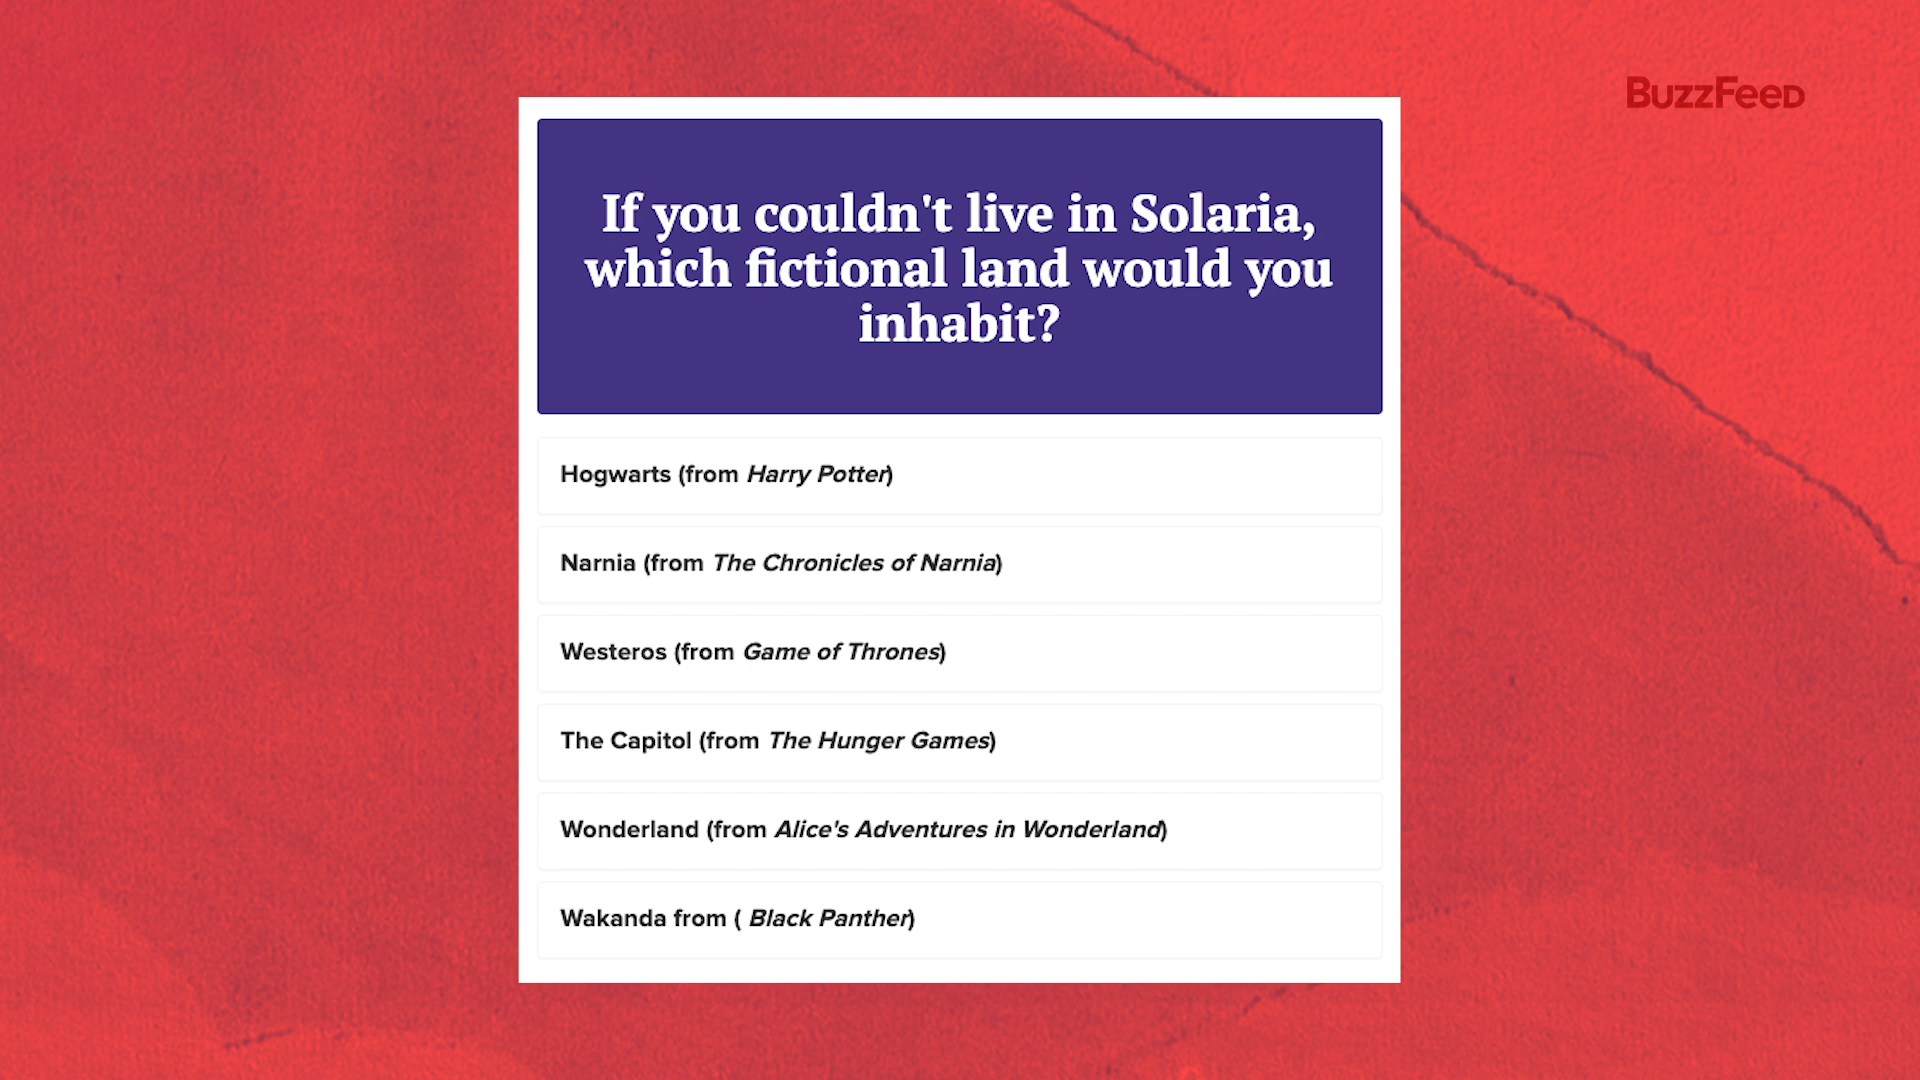 BuzzFeed
If you couldn't live in Solaria,
which fictional land would you
inhabit?
Hogwarts (from Harry Potter)
Narnia (from The Chronicles of Narnia)
Westeros (from Game of Thrones)
The Capitol (from The Hunger Games)
Wonderland (from Alice's Adventures in Wonderland)
Wakanda from ( Black Panther)